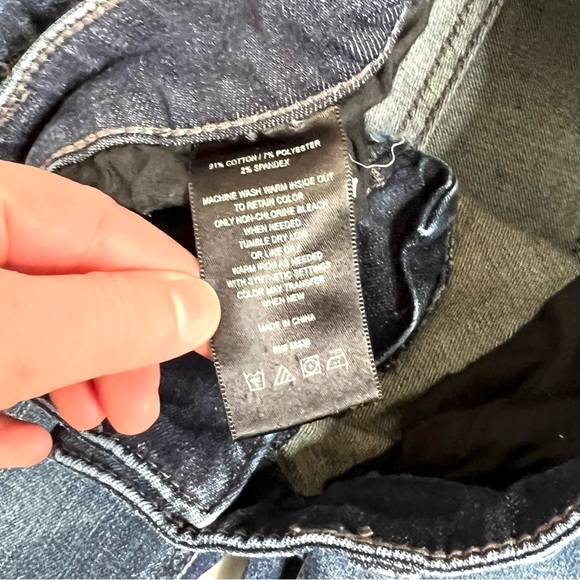 91% COTTON / 7% POLYESTER
2% SPANDEX
MACHINE WASH WARM INSIDE OUT
TO RETAIN COLOR
ONLY NON-CHLORINE BLEACH
WHEN NEEDED
TUMBLE DRY LOW
OR LINE DRY
WARM IRON AS NEEDED
WITH SYNTHETIC SETTINGS
COLOR MAY TRANSFER
WHEN NEW
MADE IN CHINA